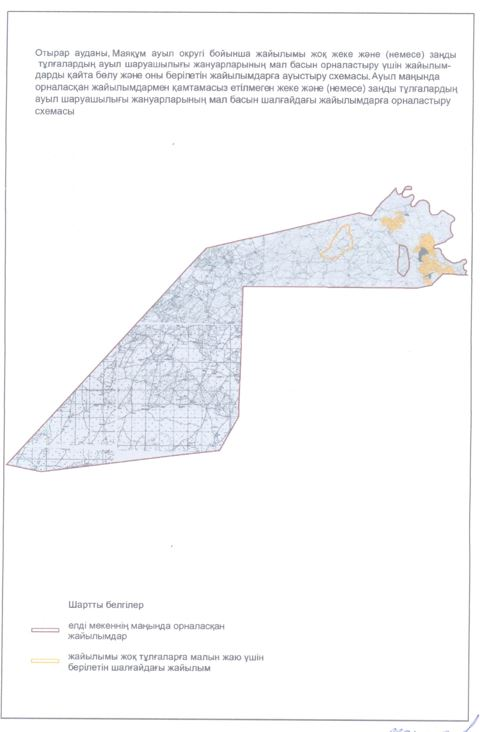 Отырар ауданы, Маяқұм ауыл округі бойынша жайылымы жоқ жеке және (немесе) заңды
тұлғалардың ауыл шаруашылығы жануарларының мал басын орналастыру үшін жайылым-
дарды қайта бөлу және оны берілетін жайылымдарға ауыстыру схемасы. Ауыл маңында
орналасқан жайылымдармен қамтамасыз етілмеген жеке және (немесе) заңды тұлғалардың
ауыл шаруашылығы жануарларының мал басын шалғайдағы жайылымдарға орналастыру
схемасы
Шартты белгілер
елді мекеннің маңында орналасқан
жайылымдар
жайылымы жоқ тұлғаларға малын жаю үшін
берілетін шалғайдағы жайылым